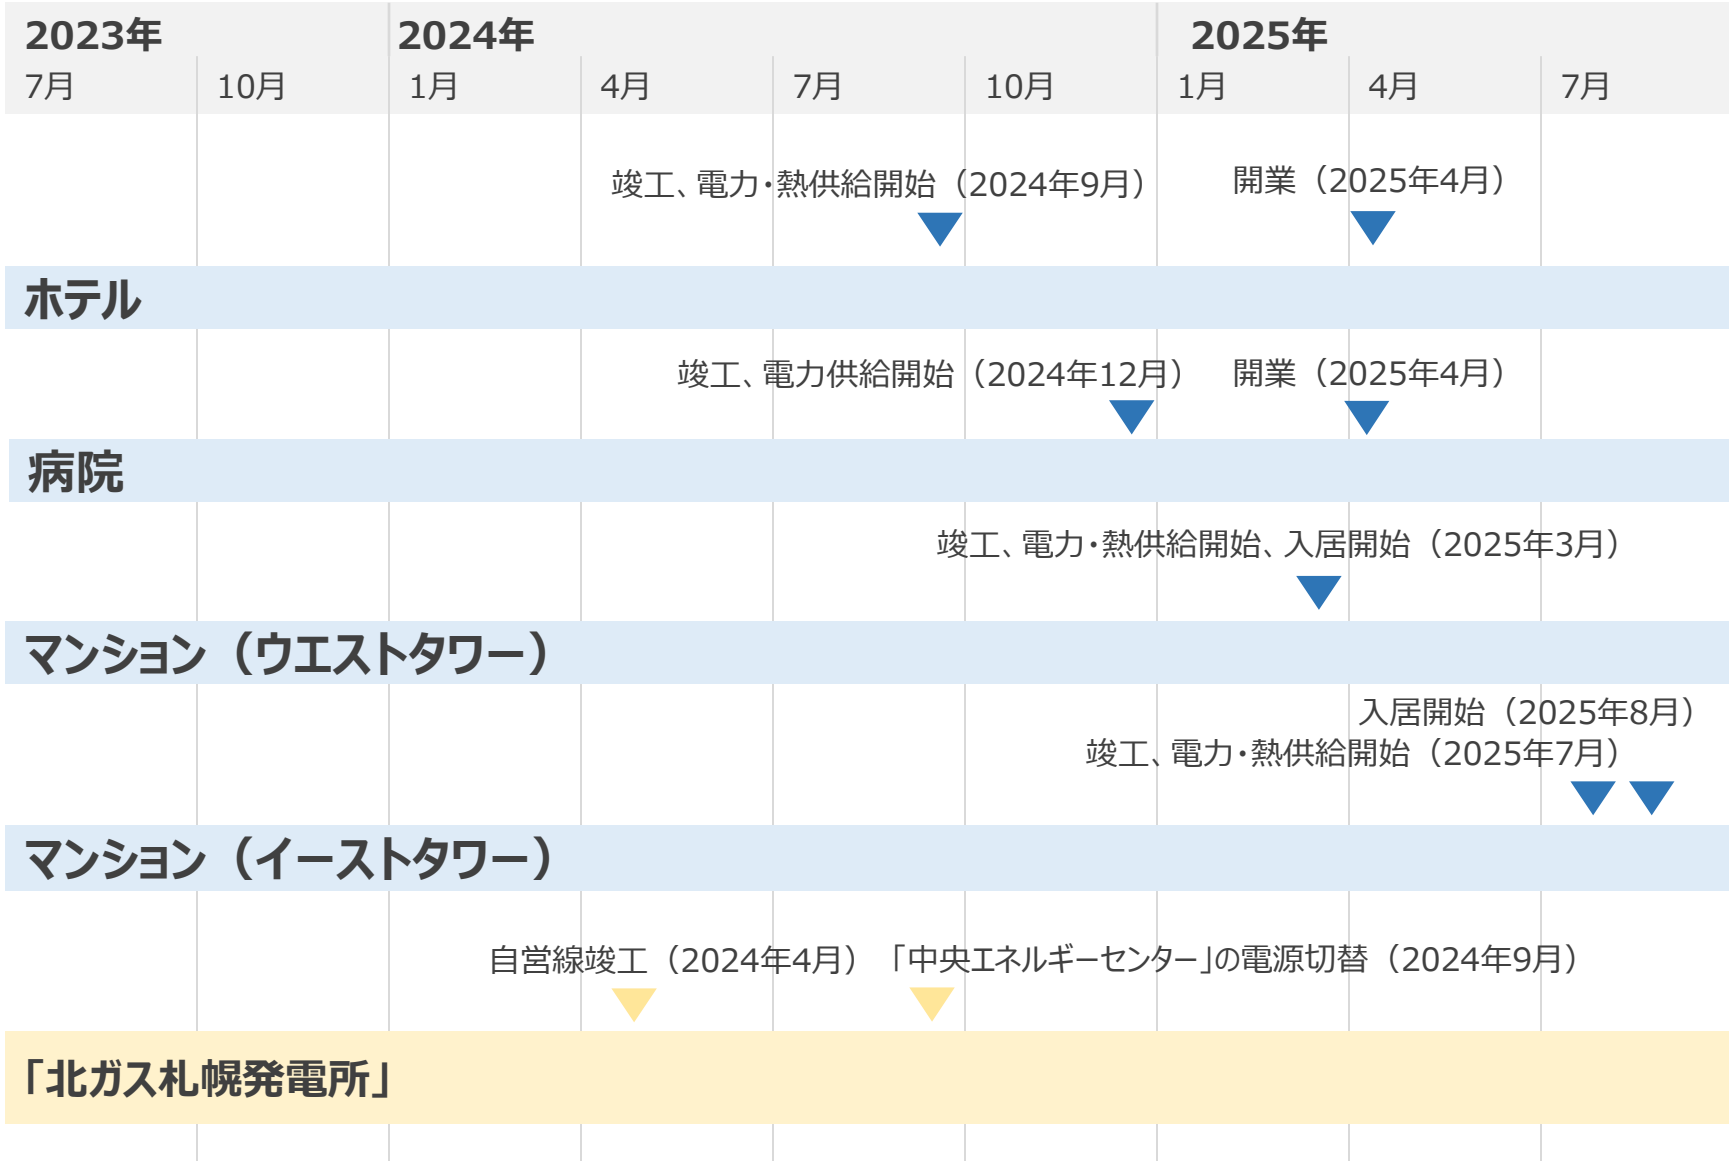 2023年 2024年 2025年
7月 10月 1月 4月 7月 10月 1月 4月 7月
竣工、電力・熱供給開始（2024年9月） 開業（2025年4月）
ホテル
竣工、電力供給開始（2024年12月） 開業（2025年4月）
病院
竣工、電力・熱供給開始、入居開始（2025年3月）
マンション（ウエストタワー）
入居開始（2025年8月）
竣工、電力・熱供給開始（2025年7月）
マンション（イーストタワー）
自営線竣工（2024年4月） 「中央エネルギーセンター」の電源切替（2024年9月）
「北ガス札幌発電所」